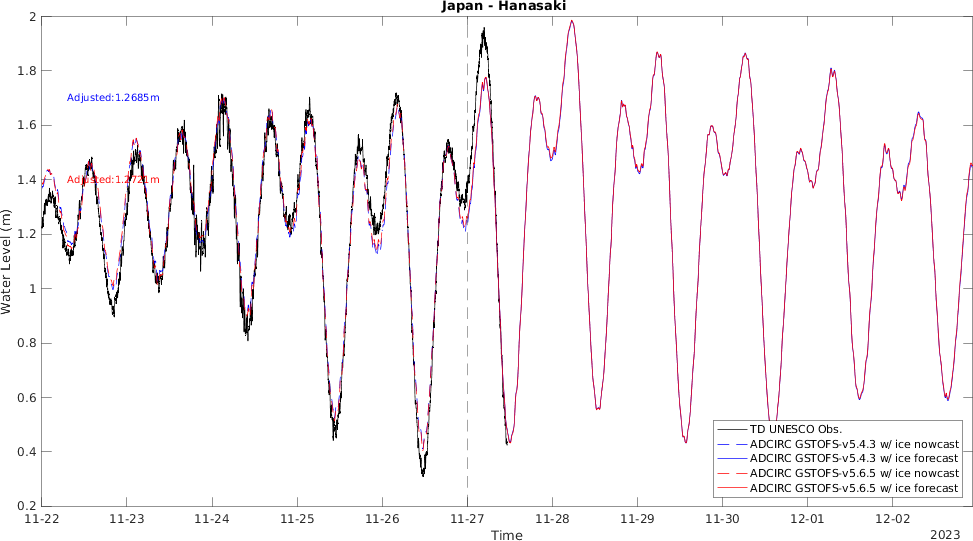 Japan - Hanasaki
2
1.8
1.6
1.4
1.2
1
0.8
0.6
0.4
0.2
Water Level (m)
Adjusted:1.2685m
Adjusted:1.2721m
TD UNESCO Obs.
ADCIRC GSTOFS-v5.4.3 w/ ice nowcast
ADCIRC GSTOFS-v5.4.3 w/ ice forecast
ADCIRC GSTOFS-v5.6.5 w/ ice nowcast
ADCIRC GSTOFS-v5.6.5 w/ ice forecast
11-22 11-23 11-24 11-25 11-26 11-27 11-28 11-29 11-30 12-01 12-02
Time
2023